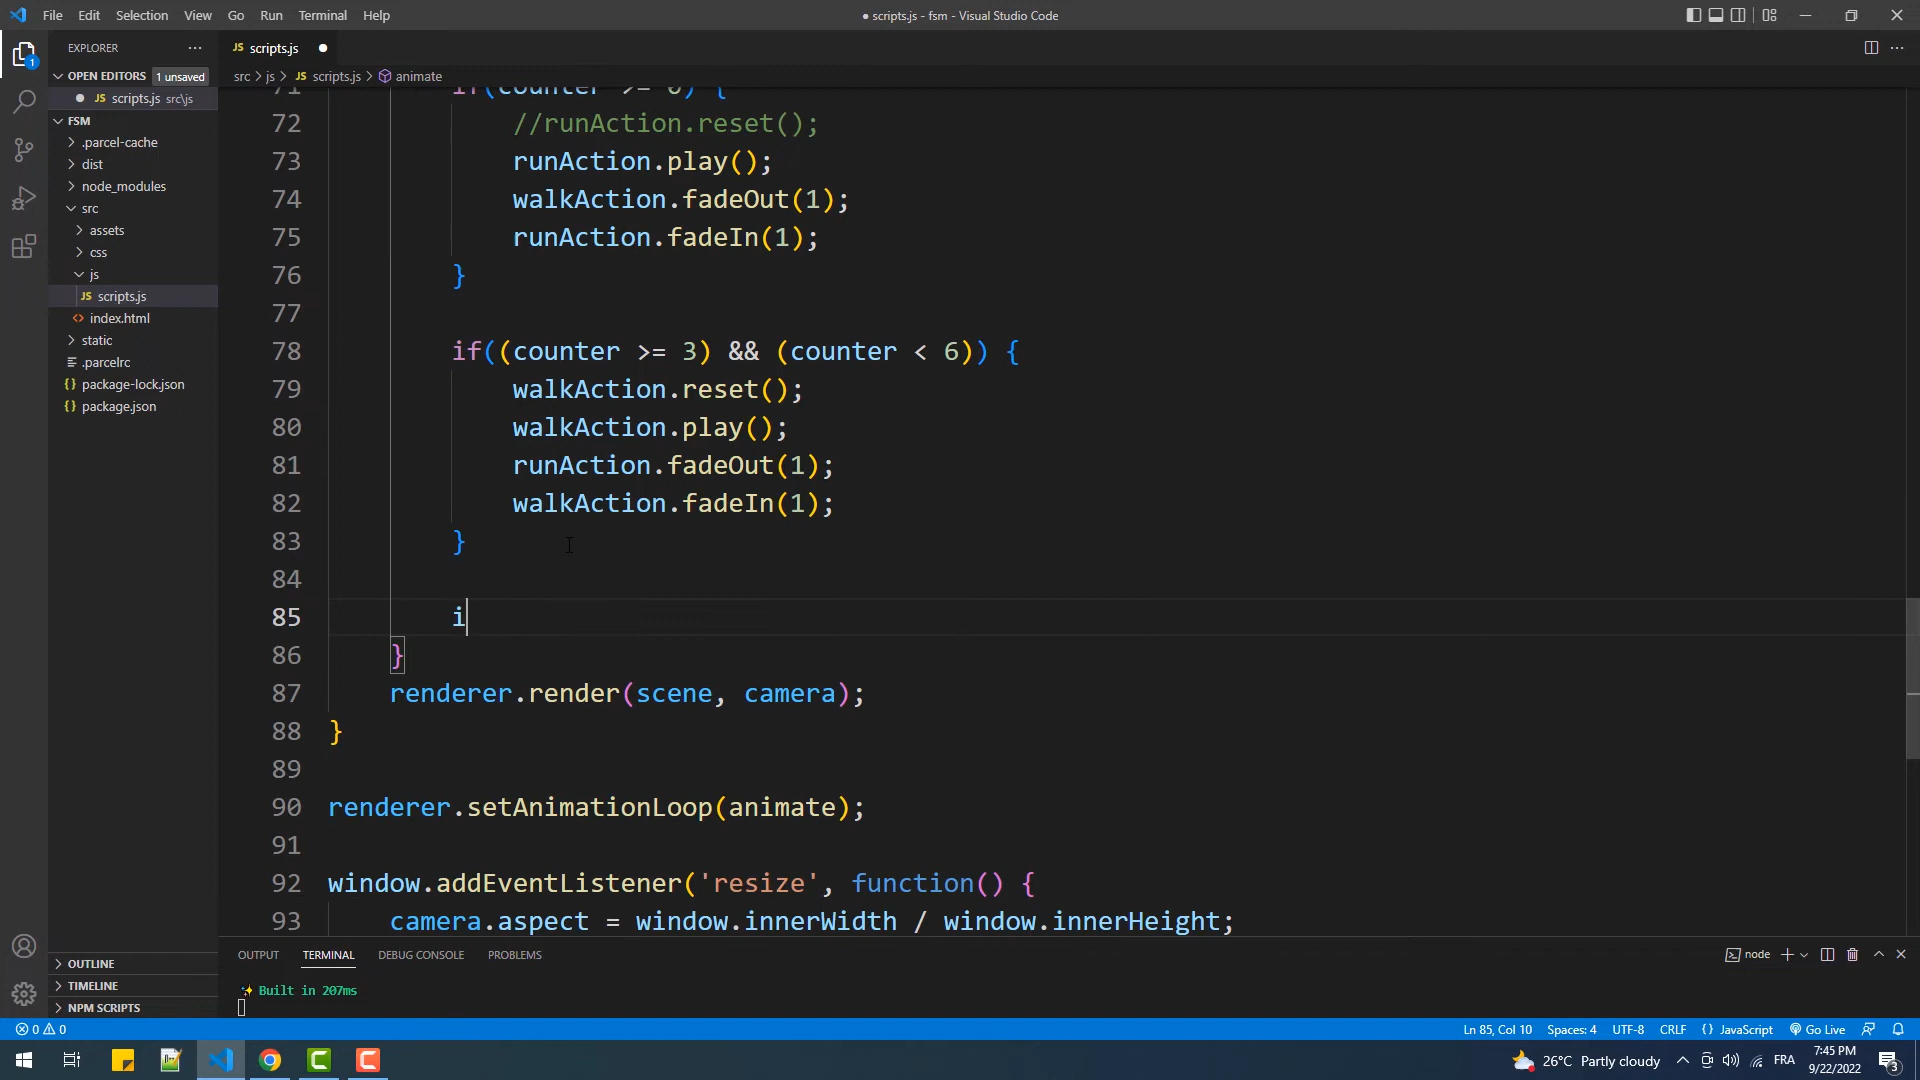 File Edit Selection View Go Run Terminal Help
● scripts.js - fsm - Visual Studio Code
EXPLORER
OPEN EDITORS 1 unsaved
JS scripts.js src\js
FSM
.parcel-cache
dist
node_modules
src
assets
css
js
JS scripts.js
index.html
static
.parcelrc
package-lock.json
package.json
OUTLINE
TIMELINE
NPM SCRIPTS
JS scripts.js
src > js > JS scripts.js > animate
71 if(counter >= 6) {
72 //runAction.reset();
73 runAction.play();
74 walkAction.fadeOut(1);
75 runAction.fadeIn(1);
76 }
77
78 if((counter >= 3) && (counter < 6)) {
79 walkAction.reset();
80 walkAction.play();
81 runAction.fadeOut(1);
82 walkAction.fadeIn(1);
83 }
84
85 i
86 }
87 renderer.render(scene, camera);
88 }
89
90 renderer.setAnimationLoop(animate);
91
92 window.addEventListener('resize', function() {
93 camera.aspect = window.innerWidth / window.innerHeight;
OUTPUT TERMINAL DEBUG CONSOLE PROBLEMS
node
✨ Built in 207ms
0 0
Ln 85, Col 10 Spaces: 4 UTF-8 CRLF {} JavaScript Go Live
26°C Partly cloudy FRA 7:45 PM
9/22/2022
3